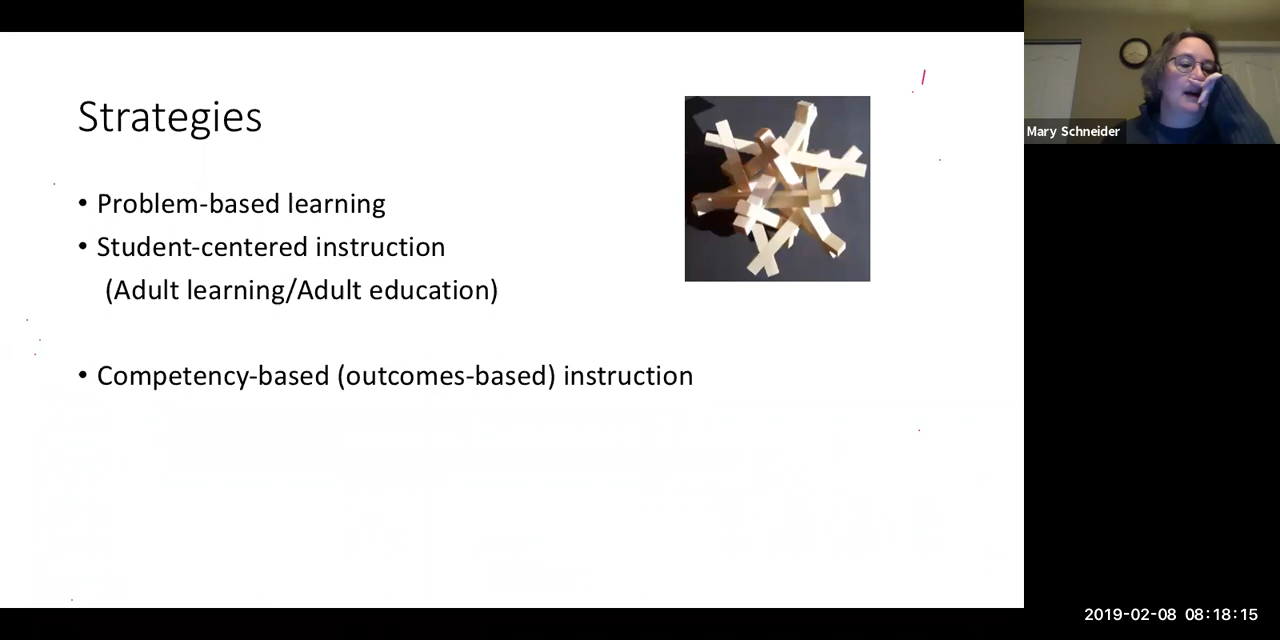 Strategies
• Problem-based learning
• Student-centered instruction
(Adult learning/Adult education)
• Competency-based (outcomes-based) instruction
Mary Schneider
2019-02-08 08:18:15